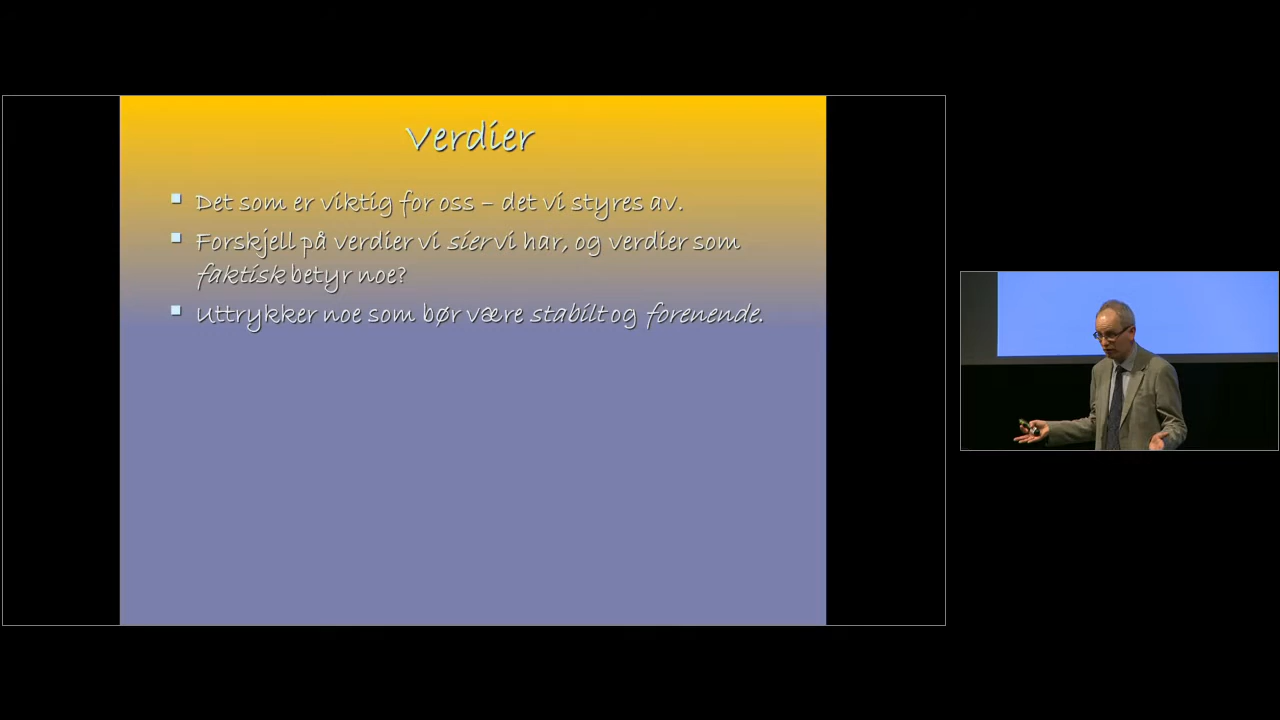 Verdier
Det som er viktig for oss – det vi styres av.
Forskjell på verdier vi sier vi har, og verdier som
faktisk betyr noe?
Uttrykker noe som bør være stabilt og forenende.